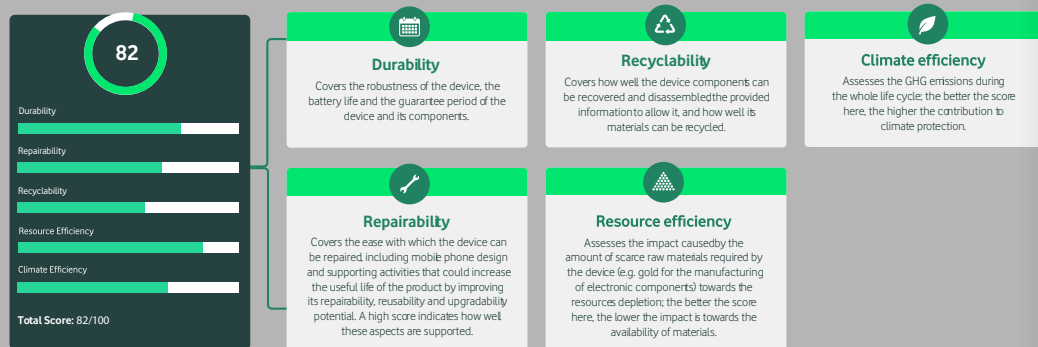 82
Durability
Repairability
Recyclability
Resource Efficiency
Climate Efficiency
Total Score: 82/100
Durability
Covers the robustness of the device, the
battery life and the guarantee period of the
device and its components.
Recyclability
Covers how well the device components can
be recovered and disassembled,the provided
information to allow it, and how well its
materials can be recycled.
Climate efficiency
Assesses the GHG emissions during
the whole life cycle; the better the score
here, the higher the contribution to
climate protection.
Repairability
Covers the ease with which the device can
be repaired, including mobile phone design
and supporting activities that could increase
the useful life of the product by improving
its repairability, reusability and upgradability
potential. A high score indicates how well
these aspects are supported.
Resource efficiency
Assesses the impact caused by the
amount of scarce raw materials required by
the device (e.g. gold for the manufacturing
of electronic components) towards the
resources depletion; the better the score
here, the lower the impact is towards the
availability of materials.